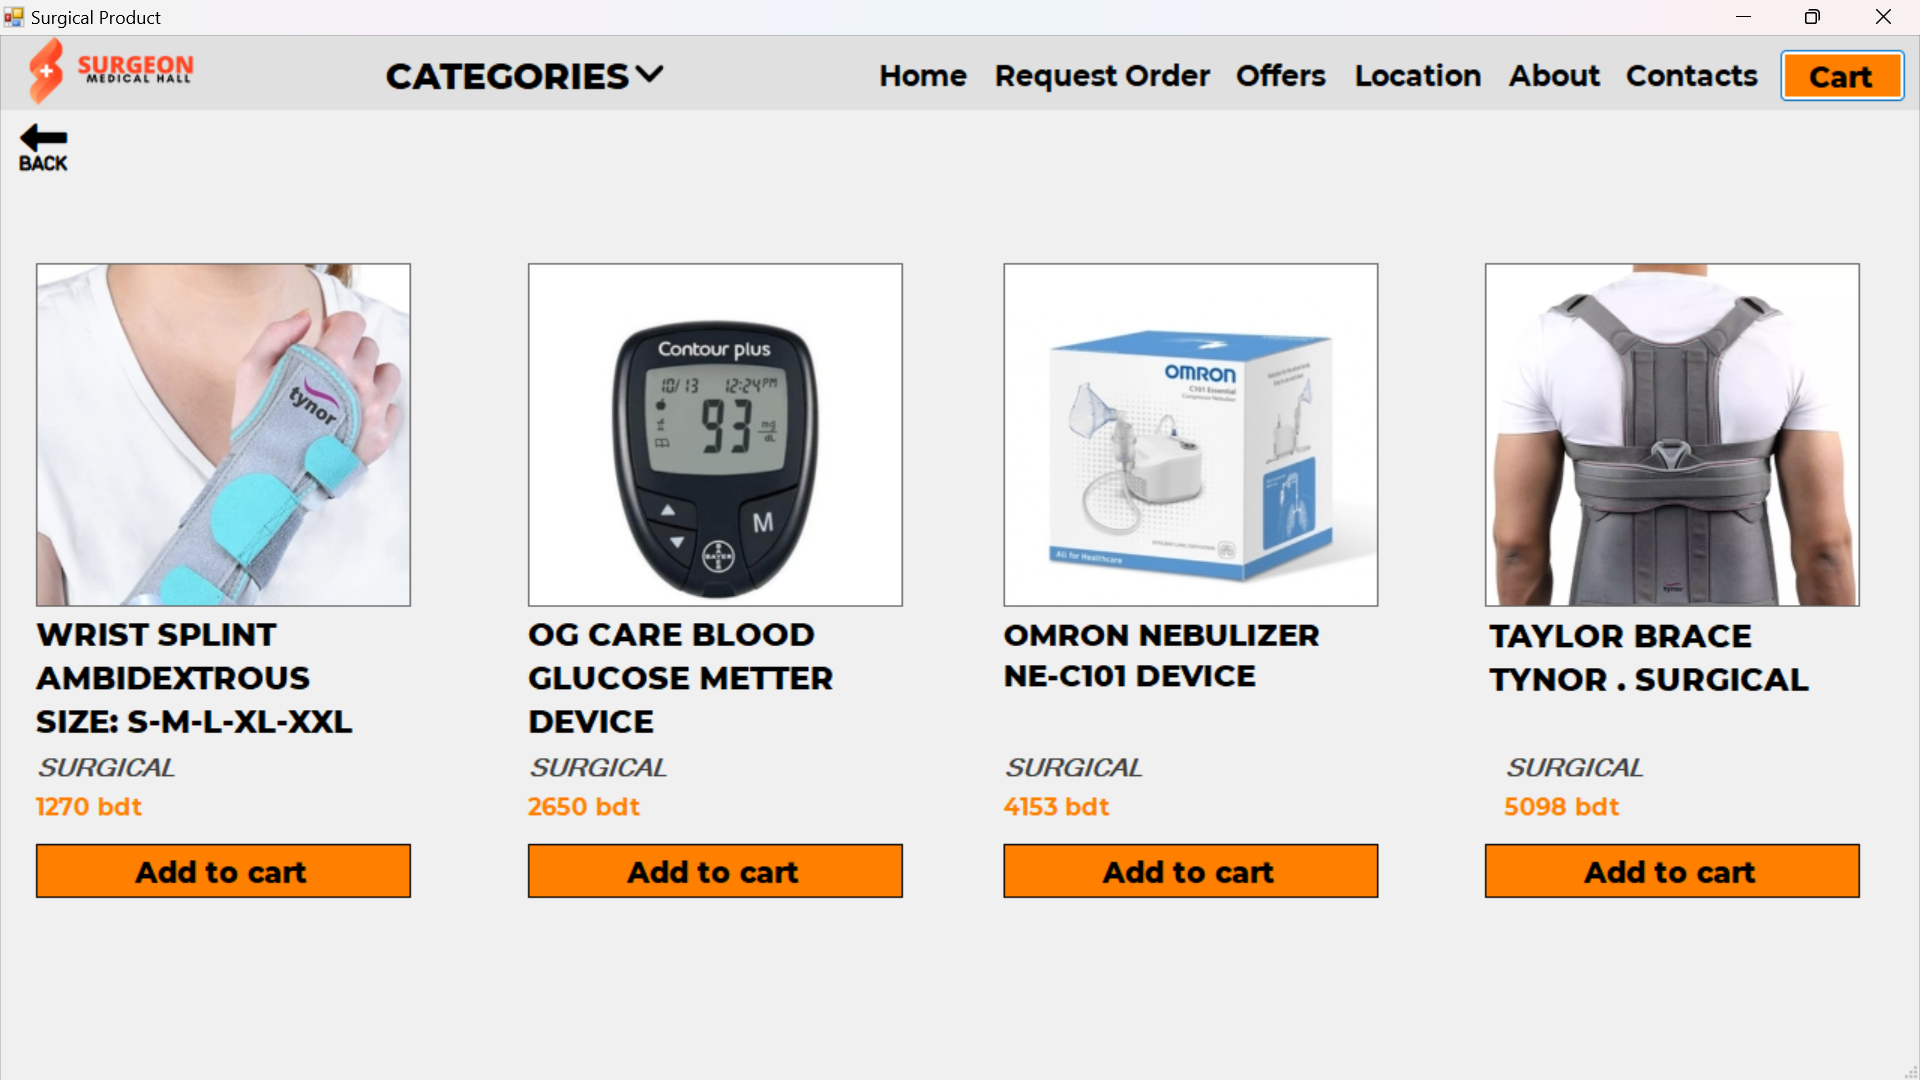 Surgical Product
SURGEON
MEDICAL HALL
CATEGORIES
Home Request Order Offers Location About Contacts Cart
BACK
tynor
Contour plus
10/13 12:24PM
93 mg/dL
M
BAYER
OMRON
C101 Essential
Compressor Nebulizer
All for Healthcare
tynor
WRIST SPLINT
AMBIDEXTROUS
SIZE: S-M-L-XL-XXL
SURGICAL
1270 bdt
Add to cart
OG CARE BLOOD
GLUCOSE METTER
DEVICE
SURGICAL
2650 bdt
Add to cart
OMRON NEBULIZER
NE-C101 DEVICE
SURGICAL
4153 bdt
Add to cart
TAYLOR BRACE
TYNOR . SURGICAL
SURGICAL
5098 bdt
Add to cart